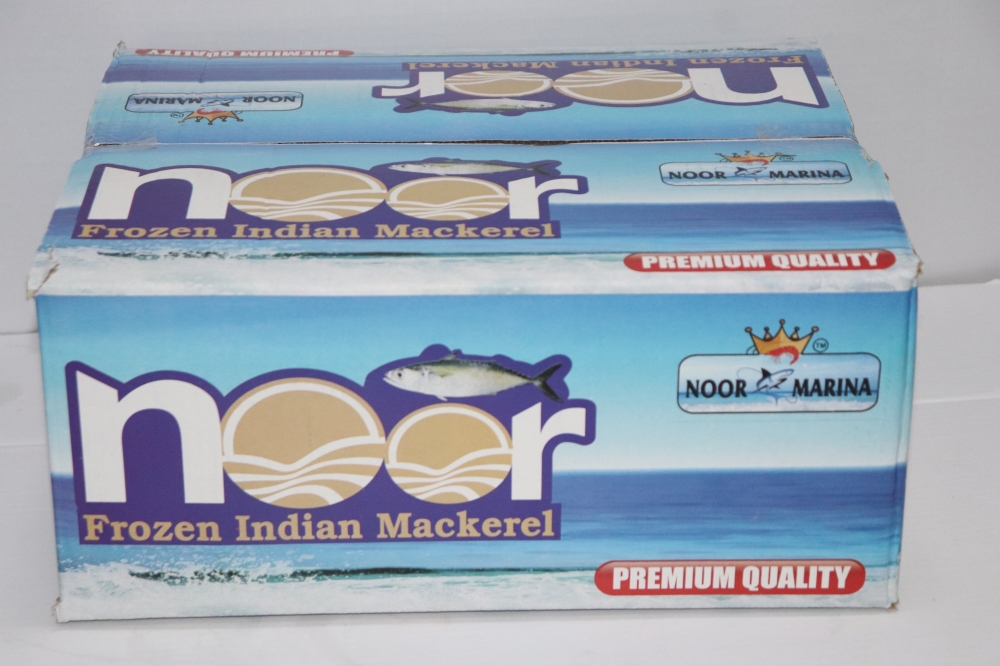 PREMIUM QUALITY
Frozen Indian Mackerel
noor
NOOR MARINA
noor
Frozen Indian Mackerel
NOOR MARINA
PREMIUM QUALITY
noor
Frozen Indian Mackerel
TM
NOOR MARINA
PREMIUM QUALITY